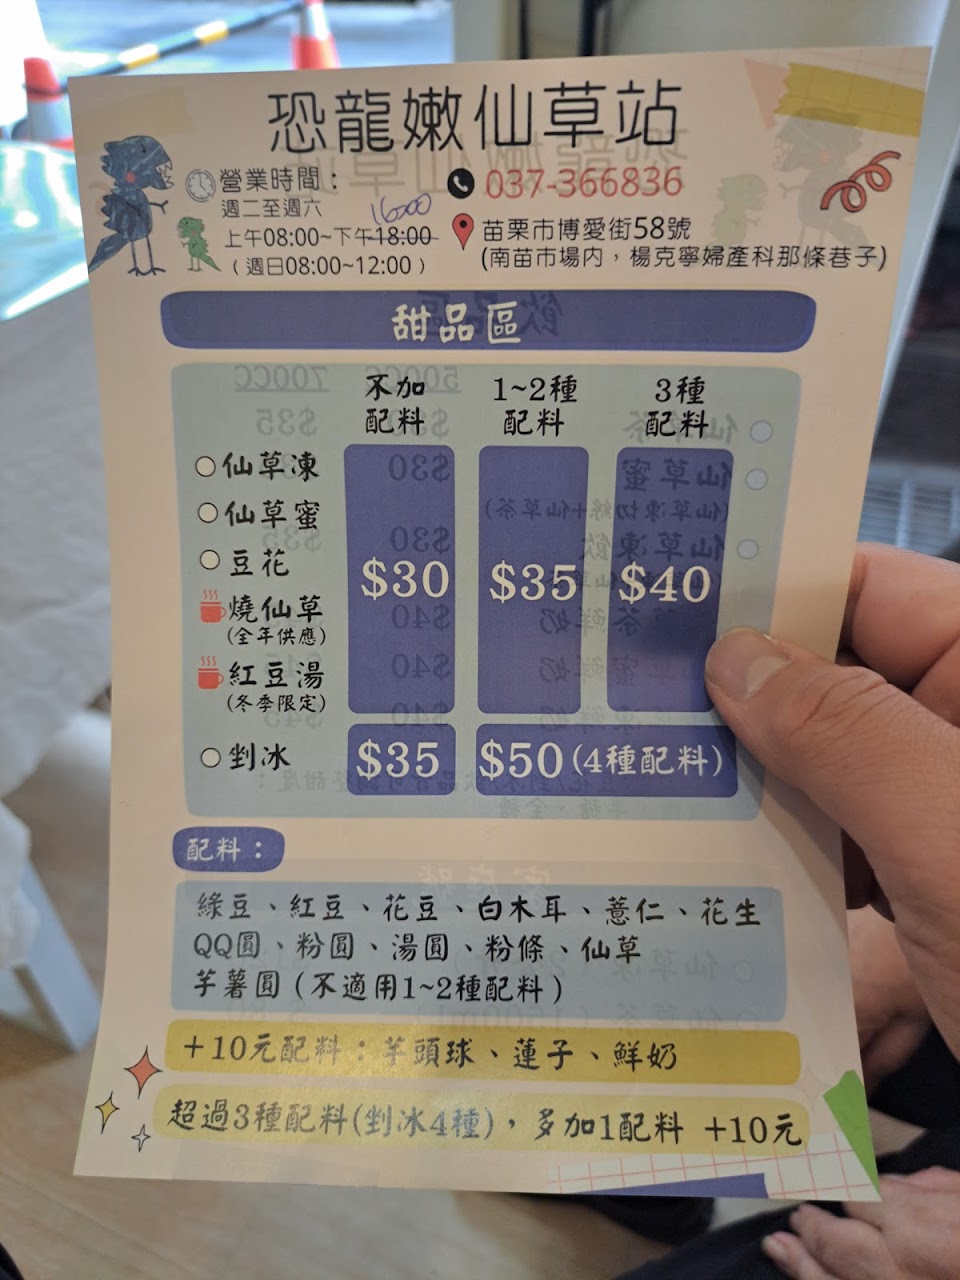 恐龍嫩仙草站
營業時間：
週二至週六
16:00
上午08:00~下午18:00
(週日08:00~12:00)
037-366836
苗栗市博愛街58號
(南苗市場內，楊克寧婦產科那條巷子)
甜品區
不加配料 1~2種配料 3種配料
仙草凍
仙草蜜
豆花
燒仙草
(全年供應)
紅豆湯
(冬季限定)
$30 $35 $40
剉冰 $35 $50(4種配料)
配料：
綠豆、紅豆、花豆、白木耳、薏仁、花生
QQ圓、粉圓、湯圓、粉條、仙草
芋薯圓(不適用1~2種配料)
+10元配料：芋頭球、蓮子、鮮奶
超過3種配料(剉冰4種)，多加1配料 +10元